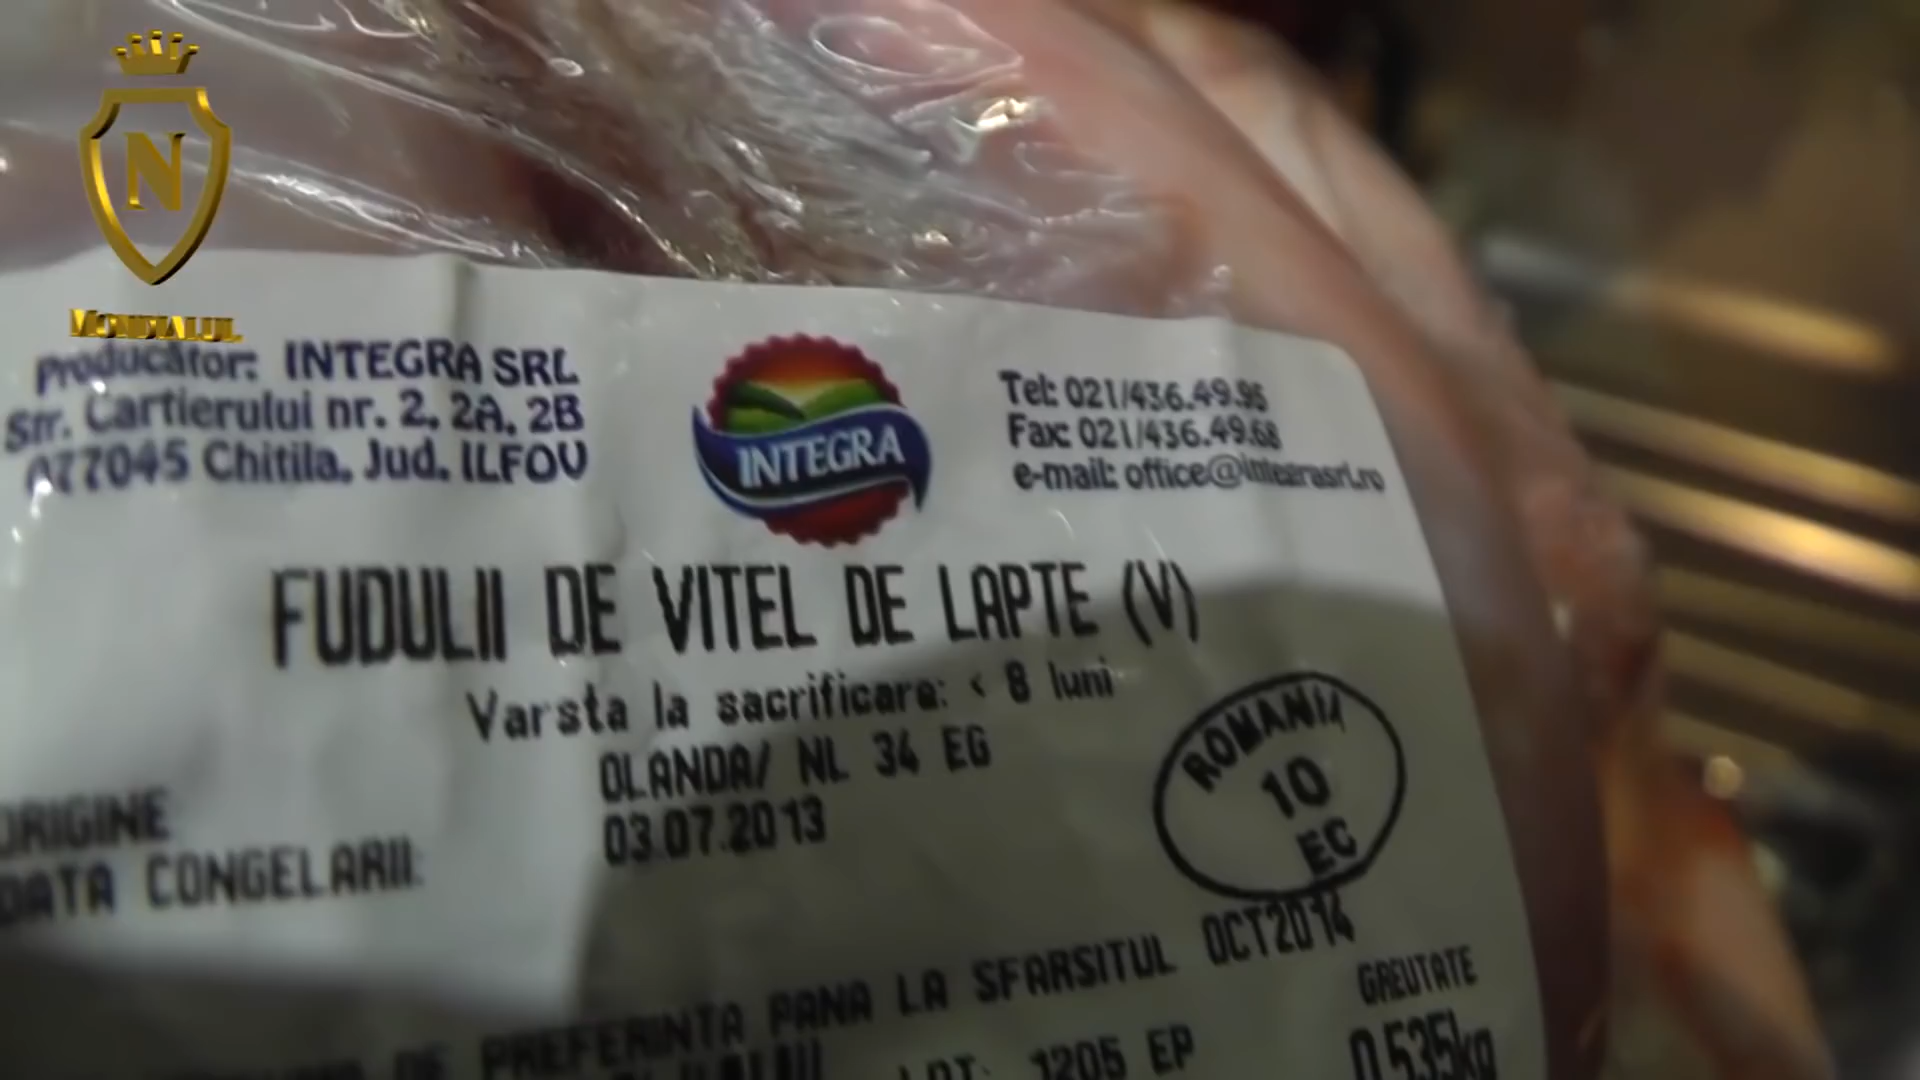 N
MONDIALUL
Producător: INTEGRA SRL
Str. Cartierului nr. 2, 2A, 2B
077045 Chitila, Jud. ILFOV
INTEGRA
Tel: 021/436.49.95
Fax: 021/436.49.68
e-mail: office@integrasrl.ro
FUDULII DE VITEL DE LAPTE (V)
Varsta la sacrificare: < 8 luni
ORIGINE OLANDA/ NL 34 EG
DATA CONGELARII: 03.07.2013
ROMANIA
10
EC
DE PREFERINTA PANA LA SFARSITUL OCT2014
GREUTATE
LOT: 1205 EP
0,535kg